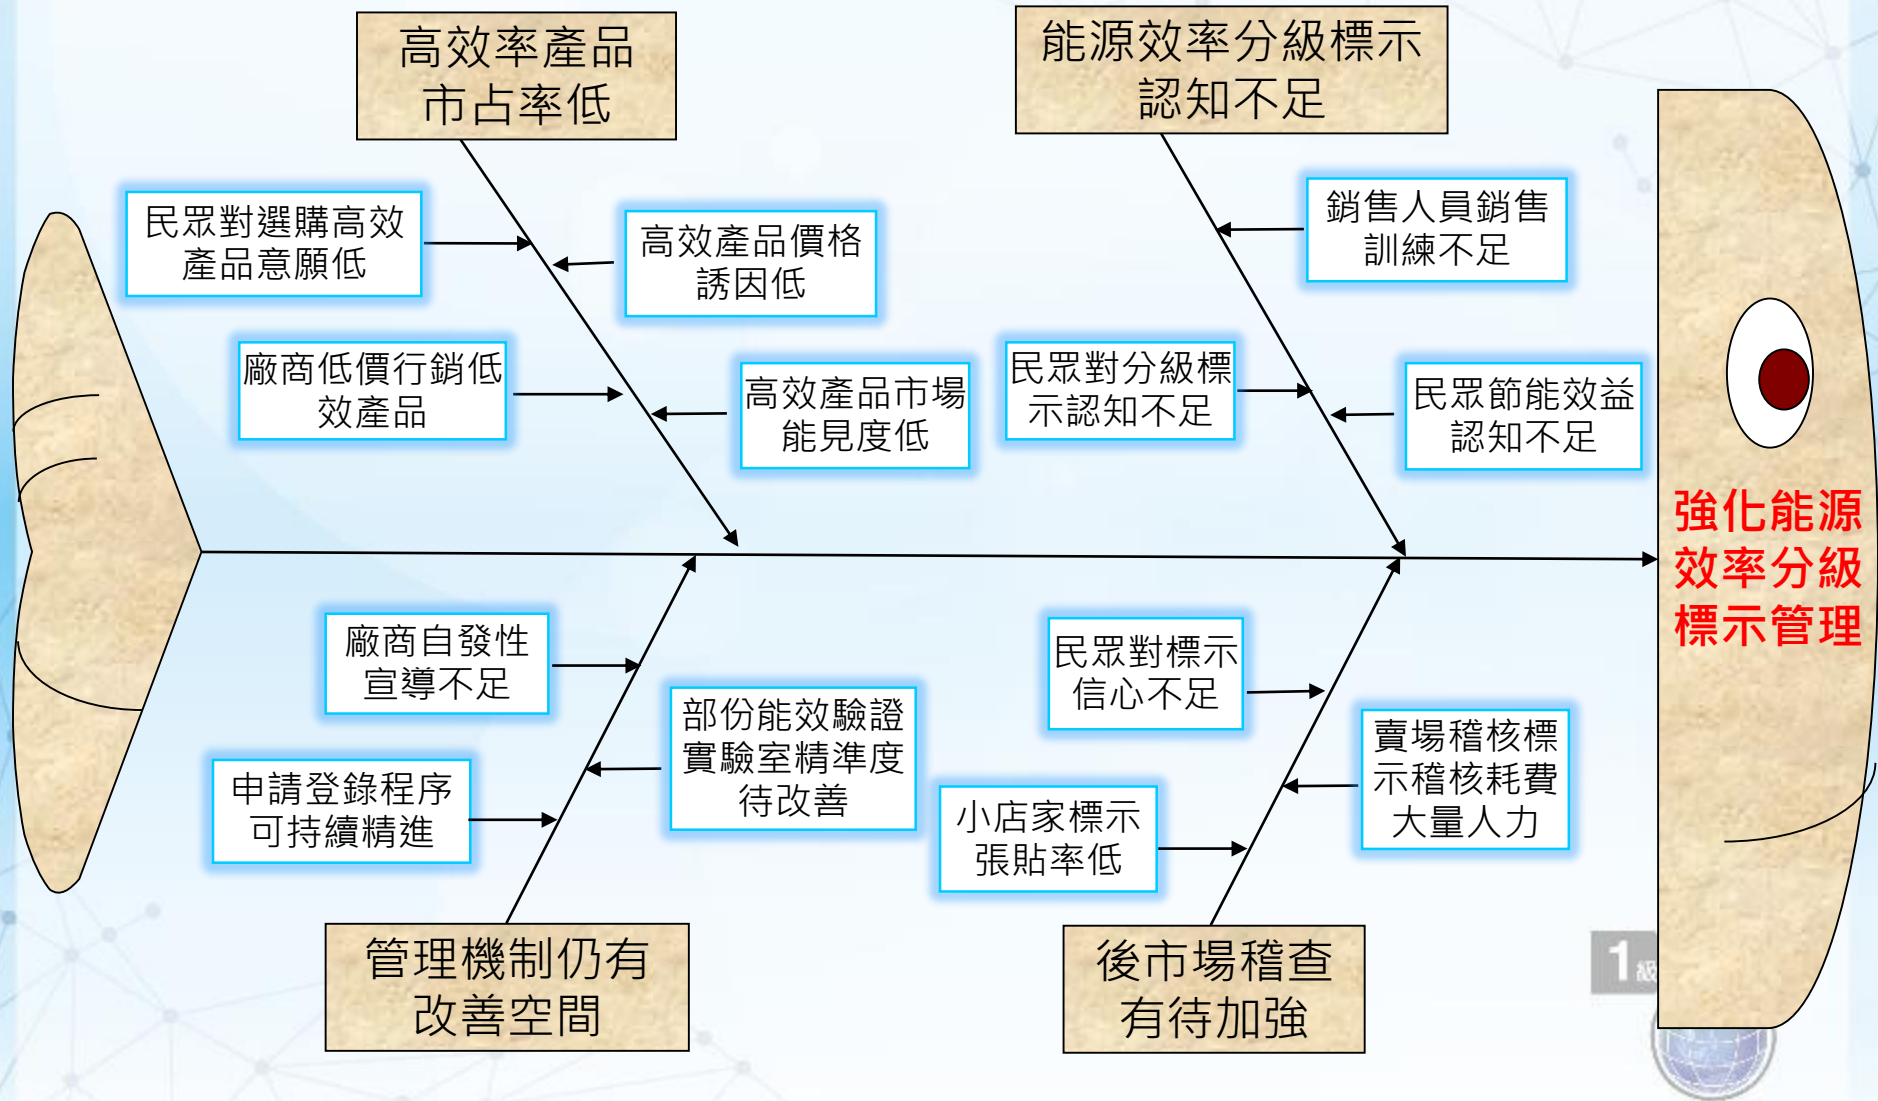 高效率產品
市占率低
能源效率分級標示
認知不足
民眾對選購高效
產品意願低
高效產品價格
誘因低
廠商低價行銷低
效產品
高效產品市場
能見度低
銷售人員銷售
訓練不足
民眾對分級標
示認知不足
民眾節能效益
認知不足
強化能源
效率分級
標示管理
廠商自發性
宣導不足
部份能效驗證
實驗室精準度
待改善
申請登錄程序
可持續精進
民眾對標示
信心不足
賣場稽核標
示稽核耗費
大量人力
小店家標示
張貼率低
管理機制仍有
改善空間
後市場稽查
有待加強
1級